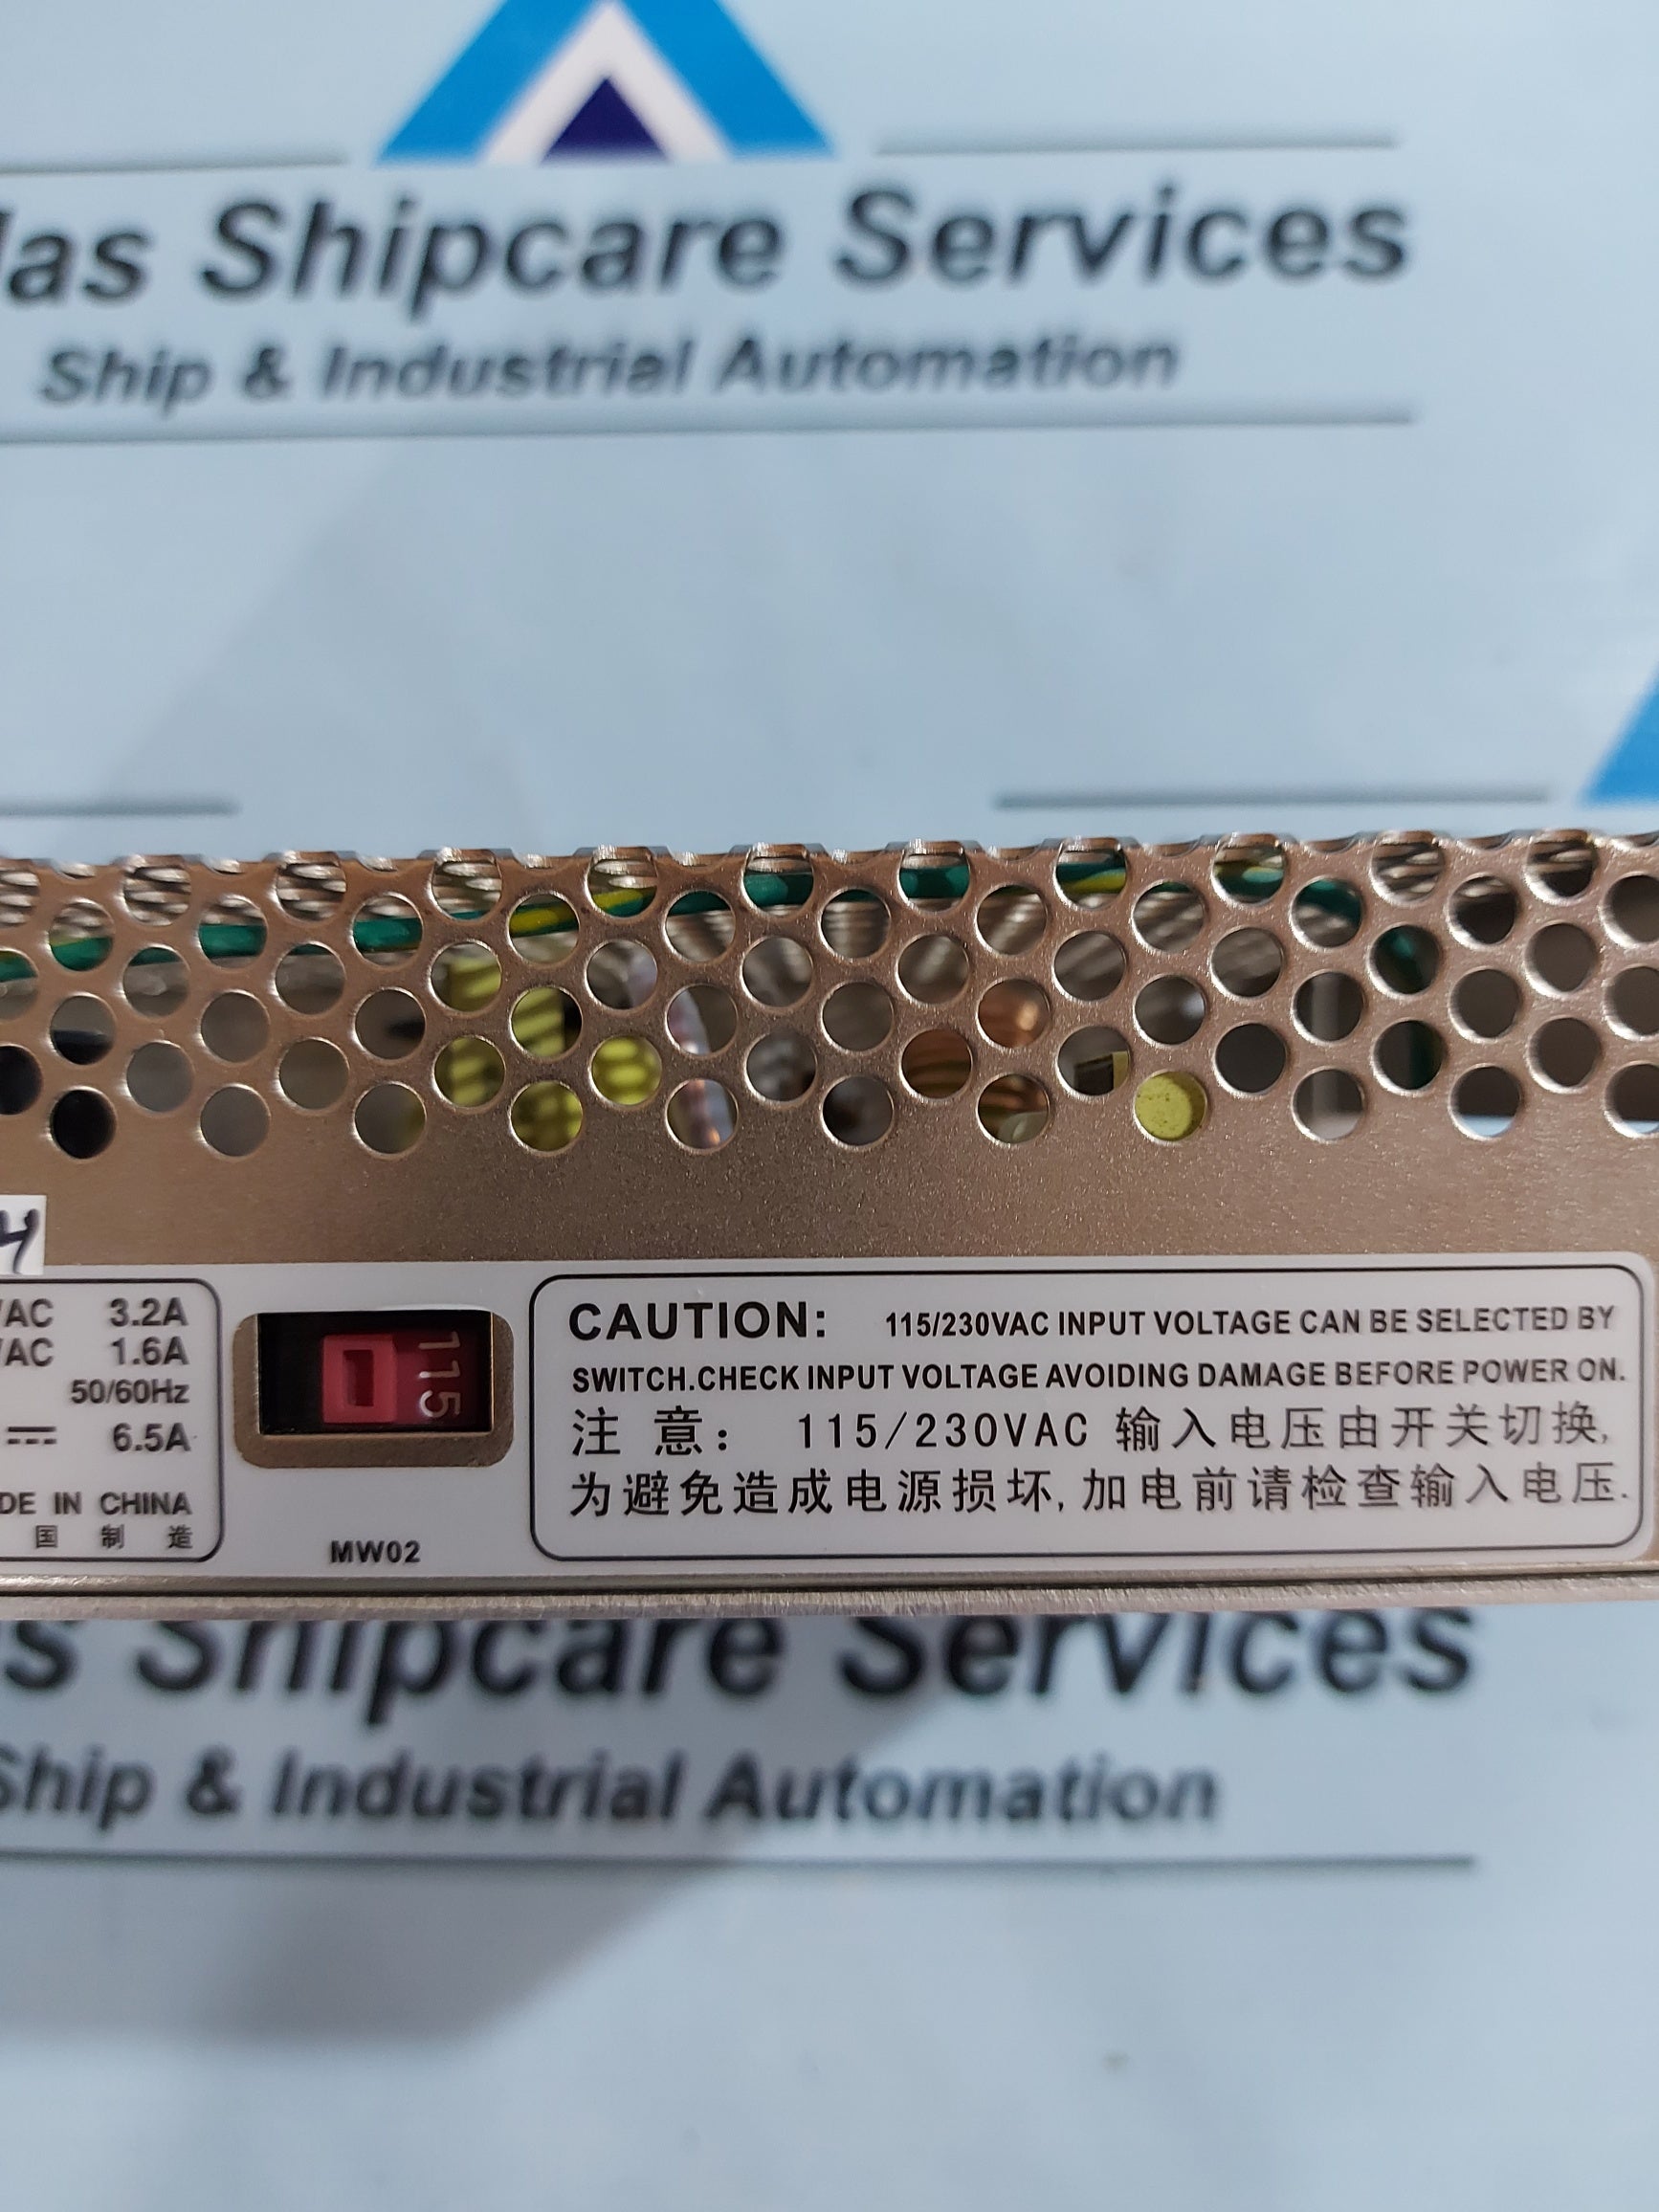 las Shipcare Services
Ship & Industrial Automation
4
VAC 3.2A
VAC 1.6A
50/60Hz
6.5A
DE IN CHINA
国 制 造
115
MW02
CAUTION: 115/230VAC INPUT VOLTAGE CAN BE SELECTED BY
SWITCH.CHECK INPUT VOLTAGE AVOIDING DAMAGE BEFORE POWER ON.
注 意: 115/230VAC 输入电压由开关切换,
为避免造成电源损坏,加电前请检查输入电压.
s Shipcare Services
Ship & Industrial Automation